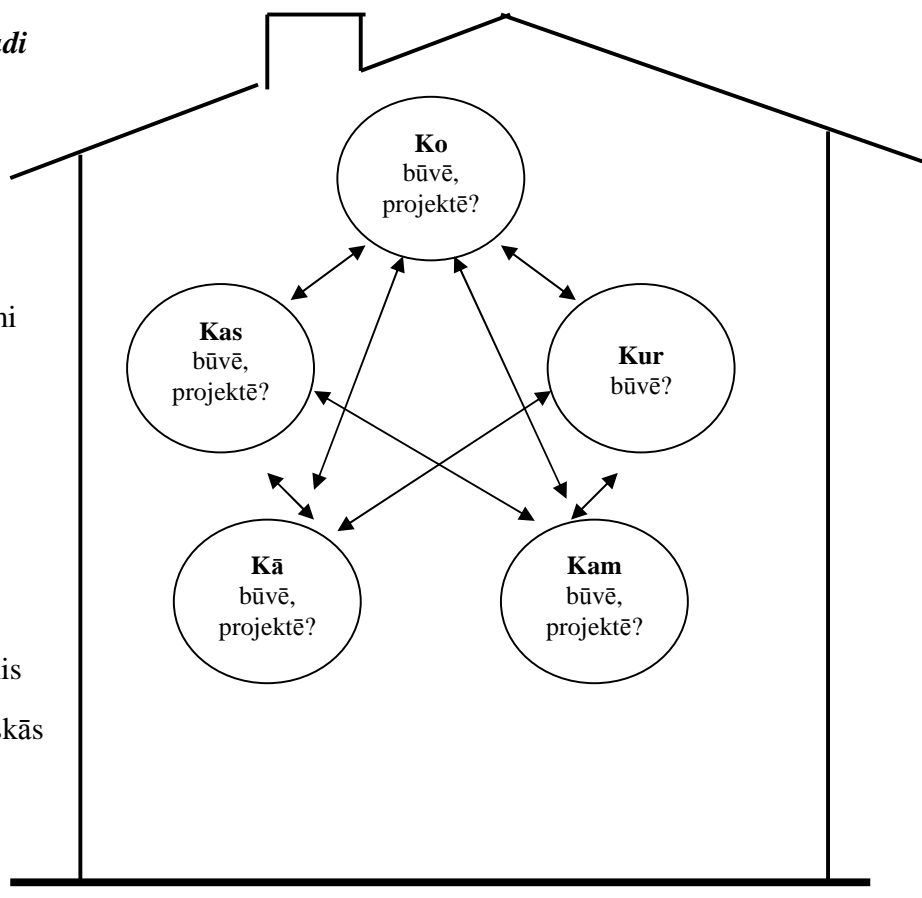 Ko
būvē,
projektē?
Kas
būvē,
projektē?
Kur
būvē?
Kā
būvē,
projektē?
Kam
būvē,
projektē?